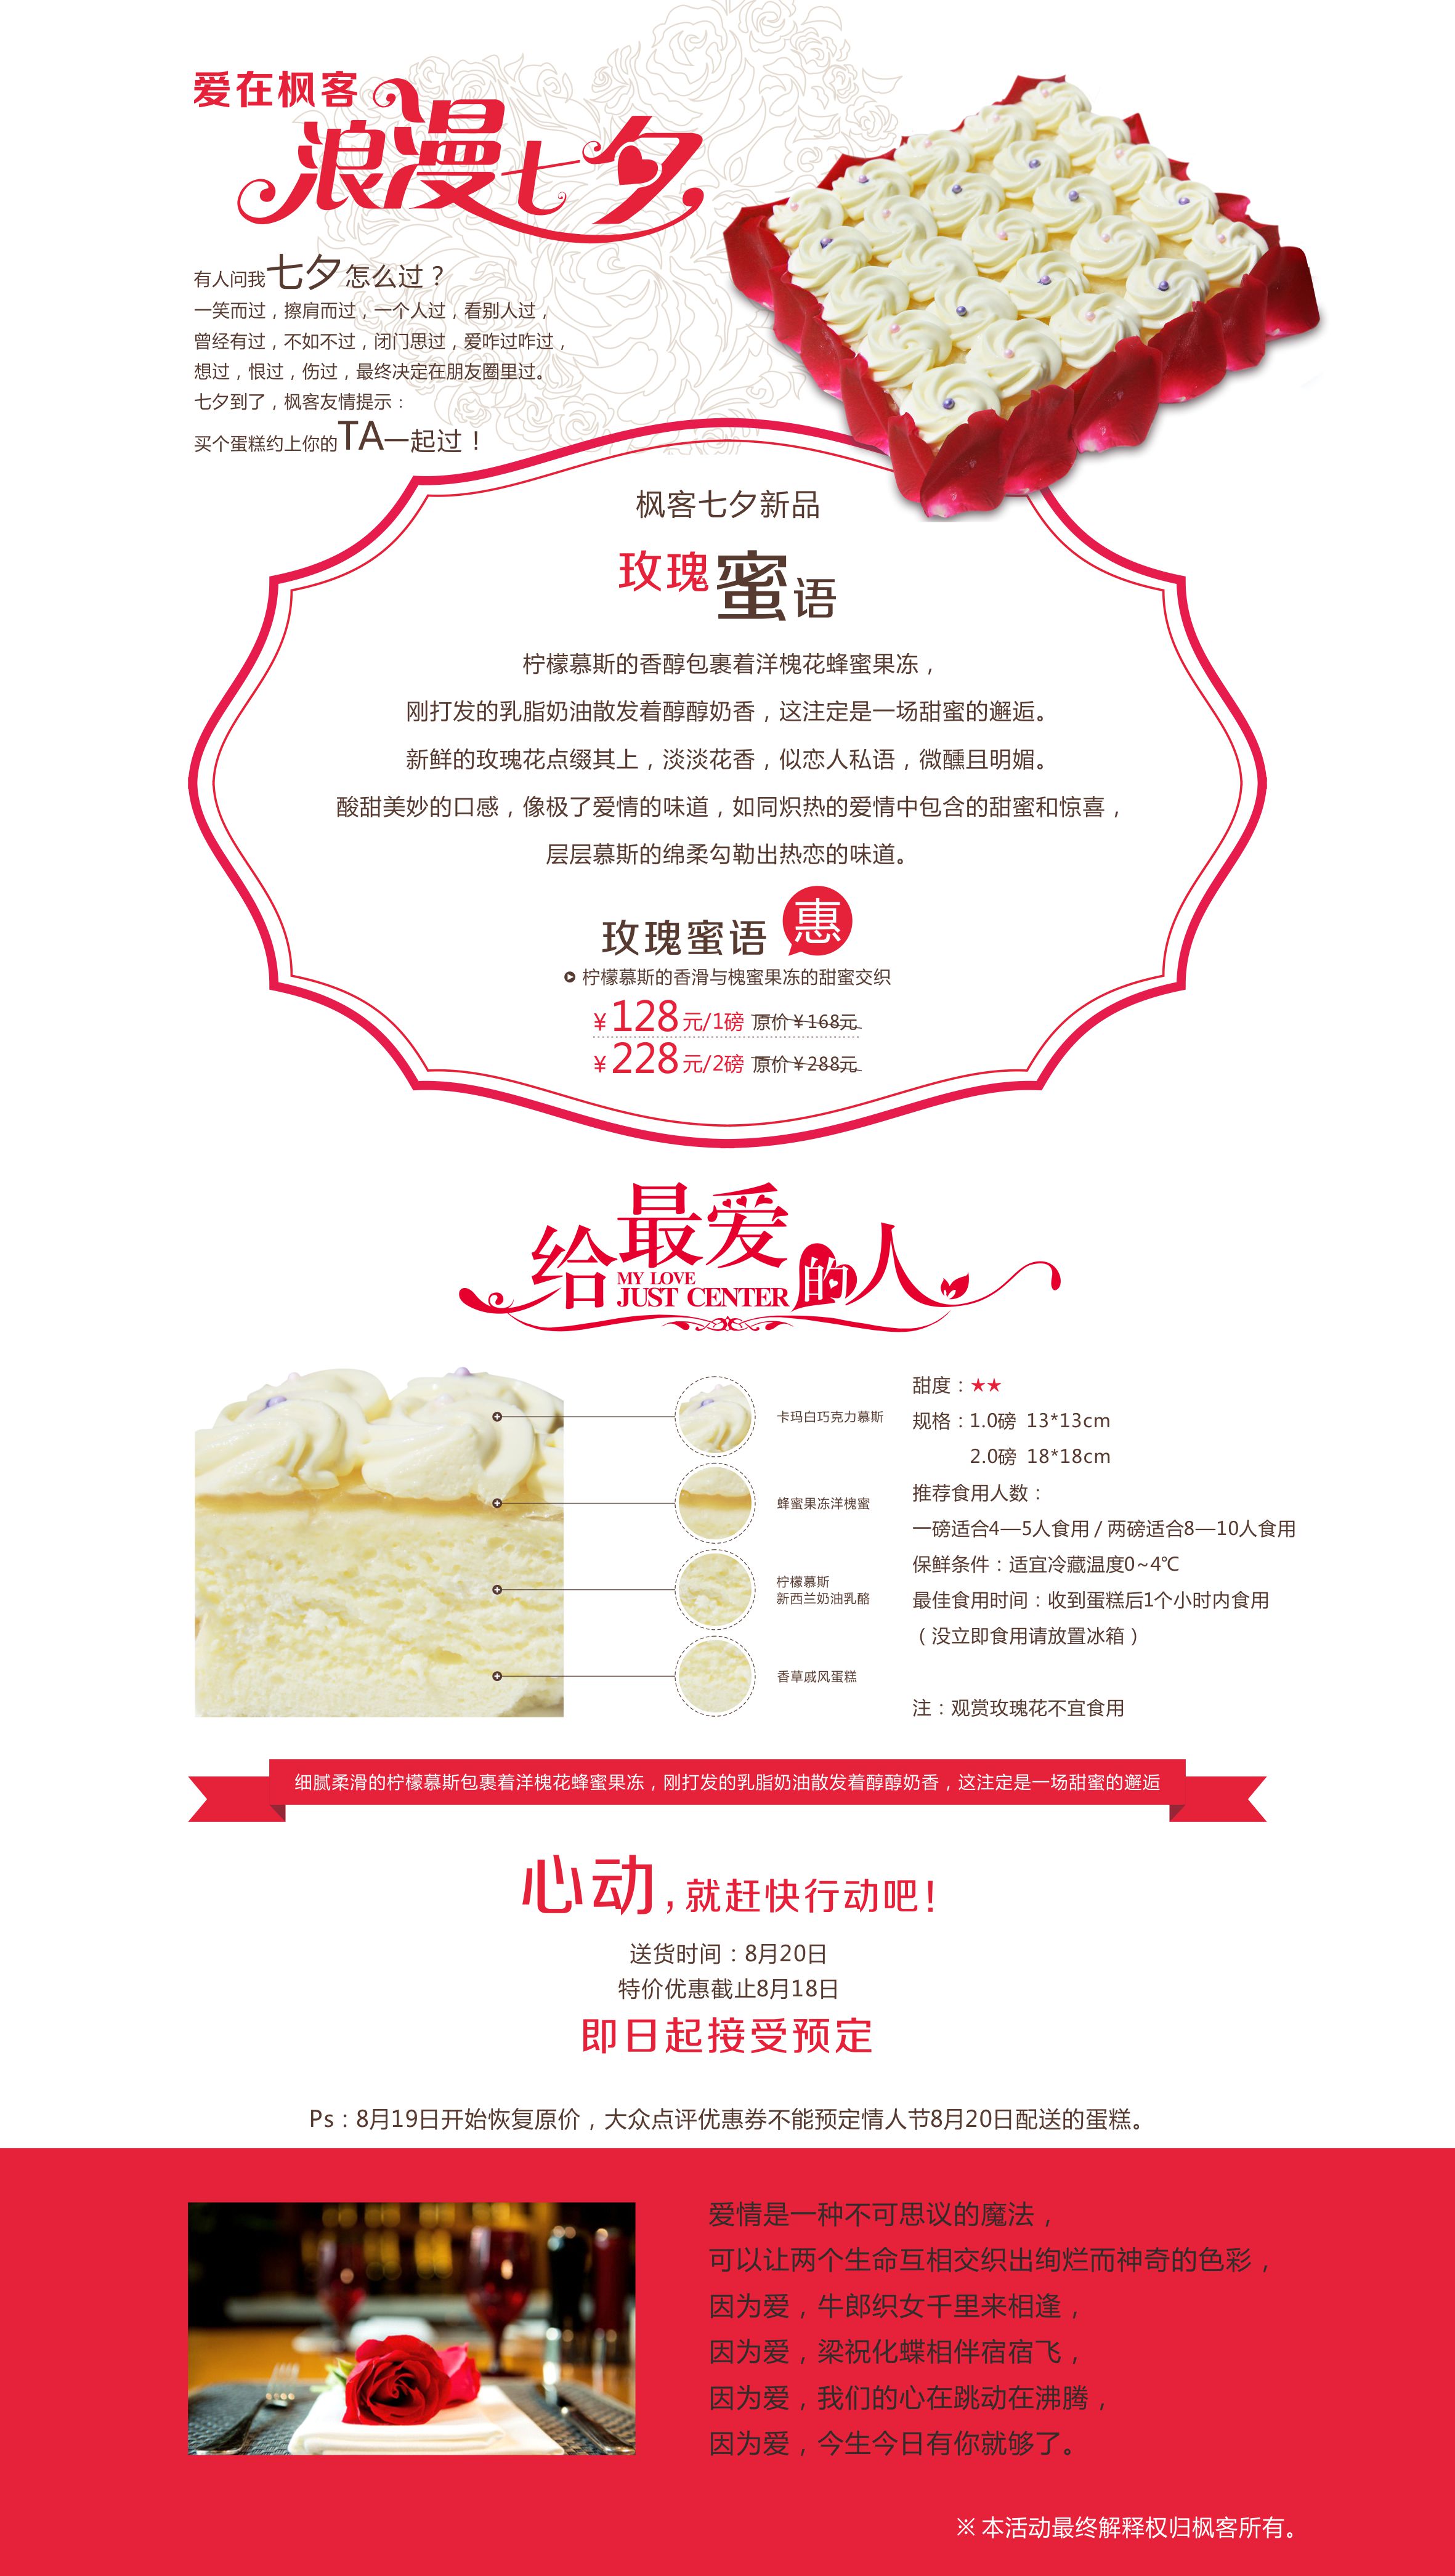 爱在枫客
浪漫七夕
有人问我七夕怎么过？
一笑而过，擦肩而过，一个人过，看别人过，
曾经有过，不如不过，闭门思过，爱咋过咋过，
想过，恨过，伤过，最终决定在朋友圈里过。
七夕到了，枫客友情提示：
买个蛋糕约上你的TA一起过！
枫客七夕新品
玫瑰蜜语
柠檬慕斯的香醇包裹着洋槐花蜂蜜果冻，
刚打发的乳脂奶油散发着醇醇奶香，这注定是一场甜蜜的邂逅。
新鲜的玫瑰花点缀其上，淡淡花香，似恋人私语，微醺且明媚。
酸甜美妙的口感，像极了爱情的味道，如同炽热的爱情中包含的甜蜜和惊喜，
层层慕斯的绵柔勾勒出热恋的味道。
玫瑰蜜语 惠
柠檬慕斯的香滑与槐蜜果冻的甜蜜交织
¥128元/1磅 原价¥168元
¥228元/2磅 原价¥288元
给最爱的人
MY LOVE
JUST CENTER
卡玛白巧克力慕斯
蜂蜜果冻洋槐蜜
柠檬慕斯
新西兰奶油乳酪
香草戚风蛋糕
甜度：★★
规格：1.0磅 13*13cm
2.0磅 18*18cm
推荐食用人数：
一磅适合4—5人食用 / 两磅适合8—10人食用
保鲜条件：适宜冷藏温度0~4℃
最佳食用时间：收到蛋糕后1个小时内食用
（没立即食用请放置冰箱）
注：观赏玫瑰花不宜食用
细腻柔滑的柠檬慕斯包裹着洋槐花蜂蜜果冻，刚打发的乳脂奶油散发着醇醇奶香，这注定是一场甜蜜的邂逅
心动，就赶快行动吧！
送货时间：8月20日
特价优惠截止8月18日
即日起接受预定
Ps：8月19日开始恢复原价，大众点评优惠券不能预定情人节8月20日配送的蛋糕。
爱情是一种不可思议的魔法，
可以让两个生命互相交织出绚烂而神奇的色彩，
因为爱，牛郎织女千里来相逢，
因为爱，梁祝化蝶相伴宿宿飞，
因为爱，我们的心在跳动在沸腾，
因为爱，今生今日有你就够了。
※ 本活动最终解释权归枫客所有。